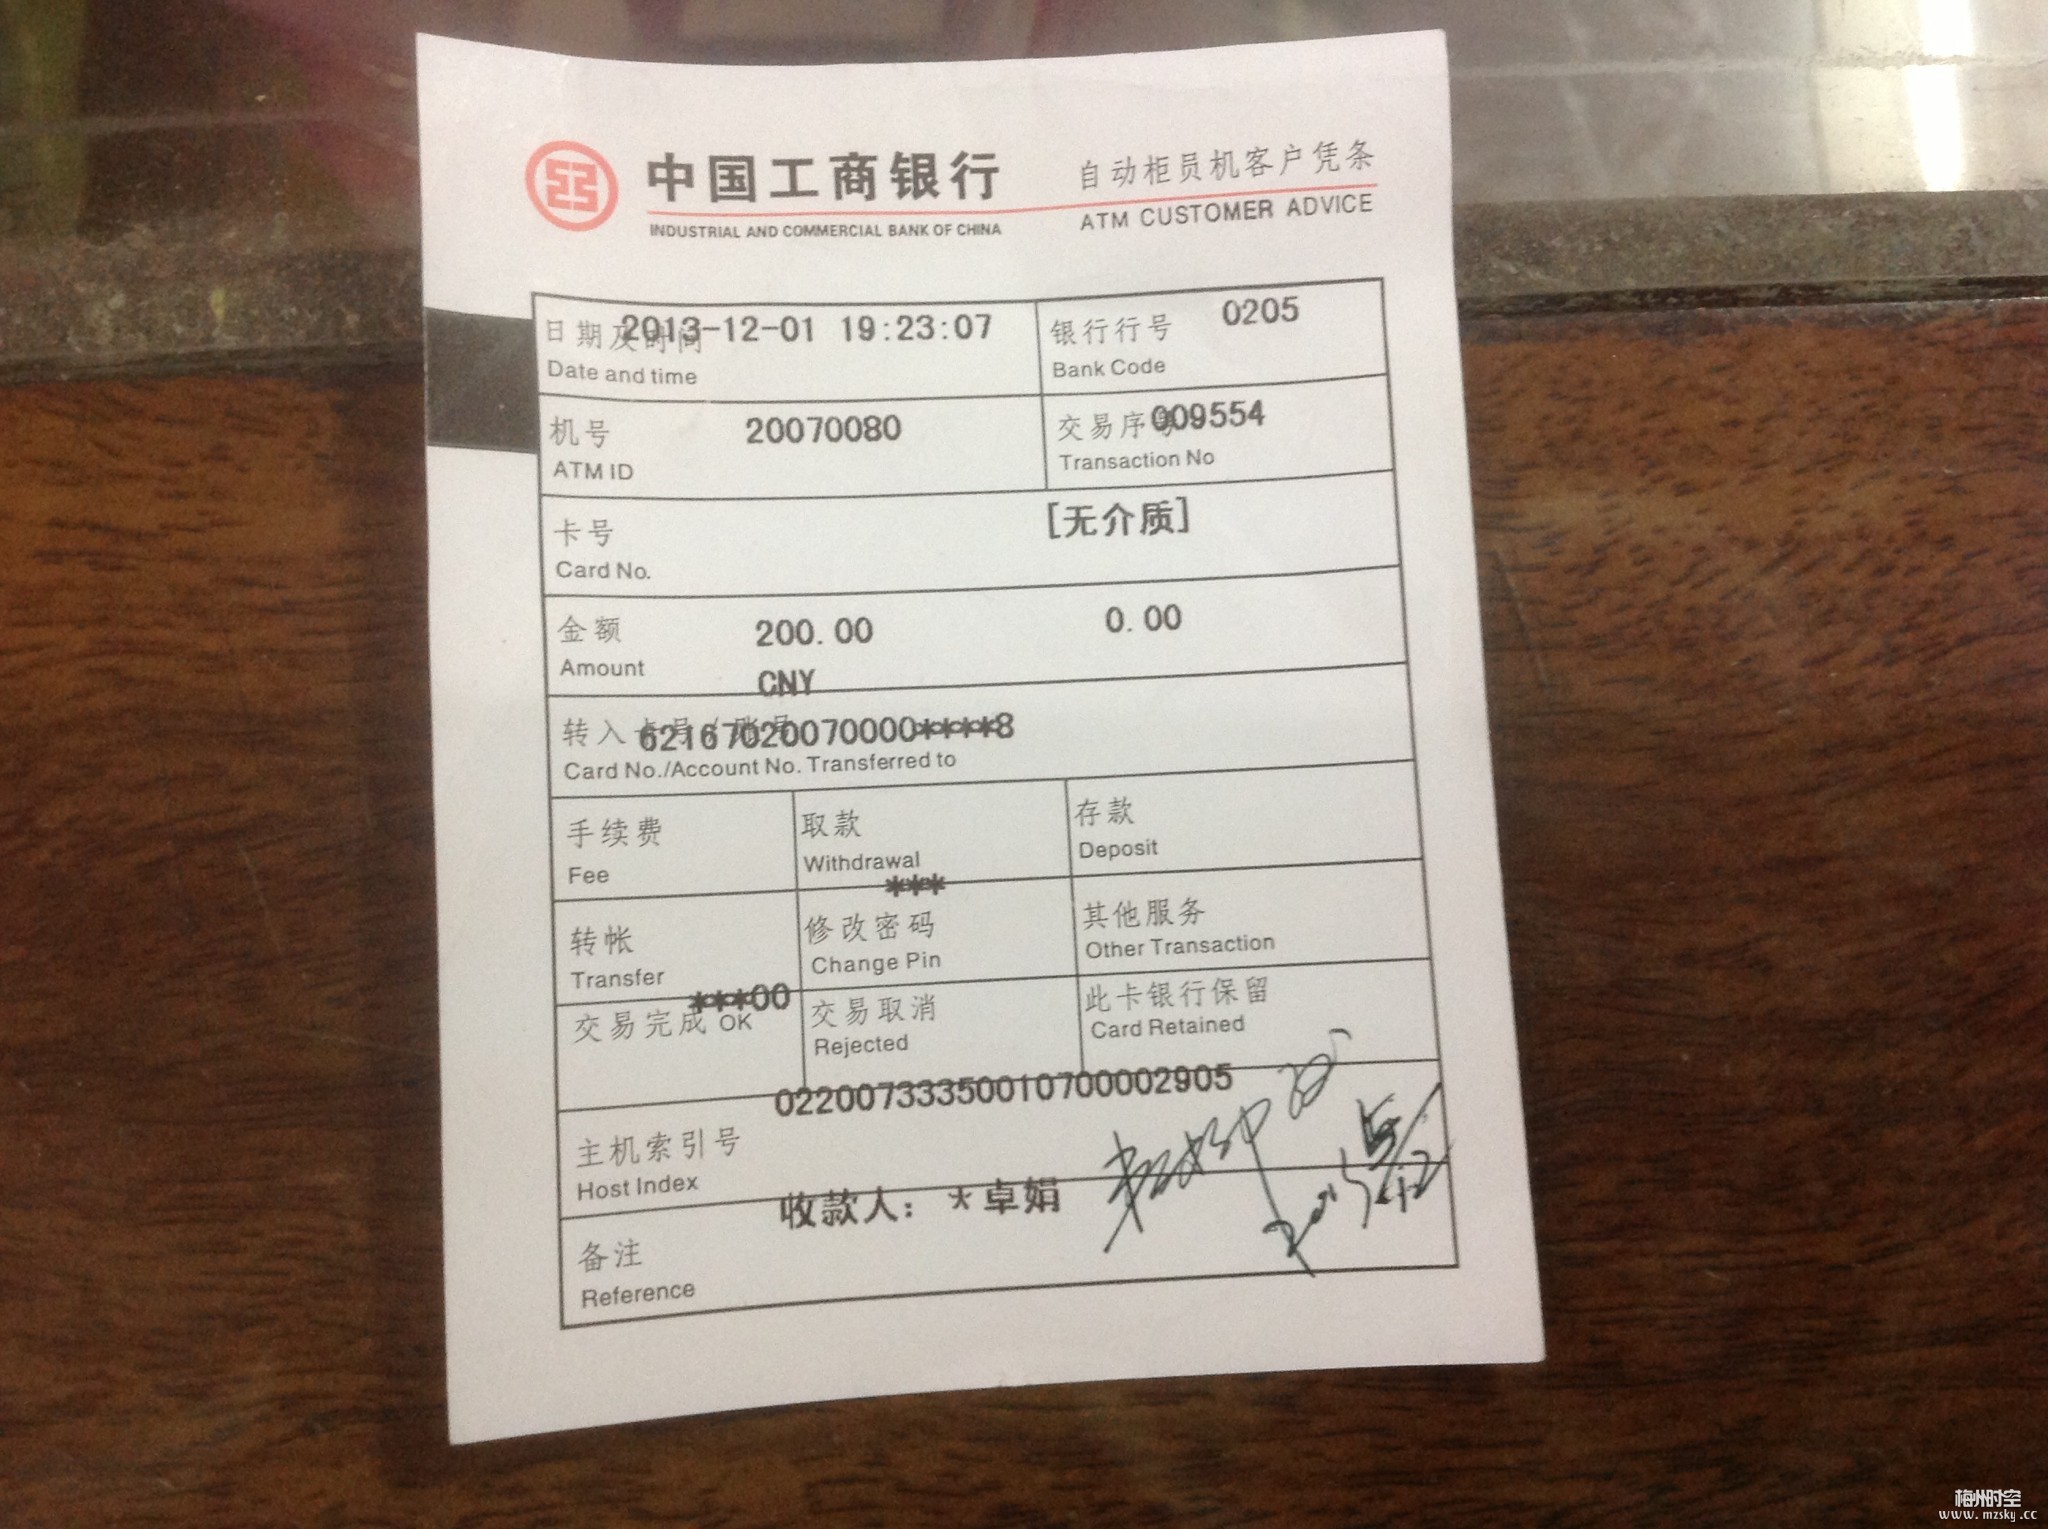 中国工商银行
INDUSTRIAL AND COMMERCIAL BANK OF CHINA
自动柜员机客户凭条
ATM CUSTOMER ADVICE
日期及时间 2013-12-01 19:23:07
Date and time
银行行号 0205
Bank Code
机号 20070080
ATM ID
交易序号 009554
Transaction No
卡号 [无介质]
Card No.
金额 200.00 0.00
Amount
CNY
转入卡号/账号 62167020070000****8
Card No./Account No. Transferred to
手续费
Fee
取款
Withdrawal
***
存款
Deposit
转帐
Transfer
***00
修改密码
Change Pin
其他服务
Other Transaction
交易完成 OK
交易取消
Rejected
此卡银行保留
Card Retained
02200733350010700002905
主机索引号
Host Index
收款人：*卓娟
备注
Reference
梅州时空
www.mzsky.cc